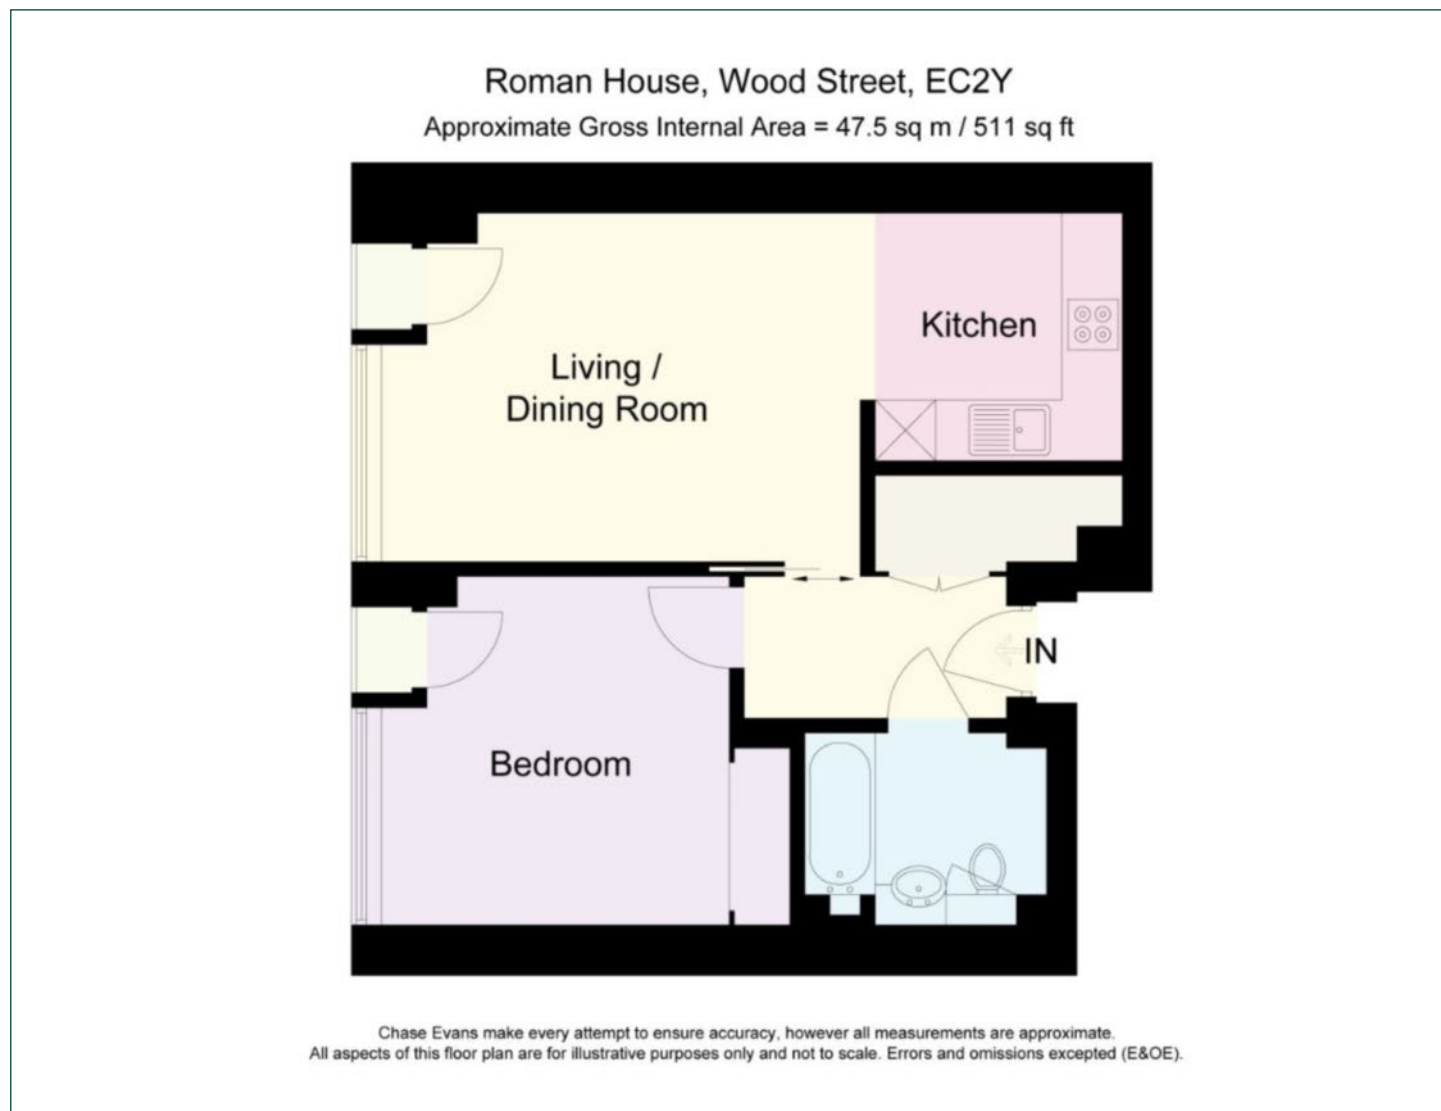 Roman House, Wood Street, EC2Y
Approximate Gross Internal Area = 47.5 sq m / 511 sq ft
Kitchen
Living /
Dining Room
IN
Bedroom
Chase Evans make every attempt to ensure accuracy, however all measurements are approximate.
All aspects of this floor plan are for illustrative purposes only and not to scale. Errors and omissions excepted (E&OE).